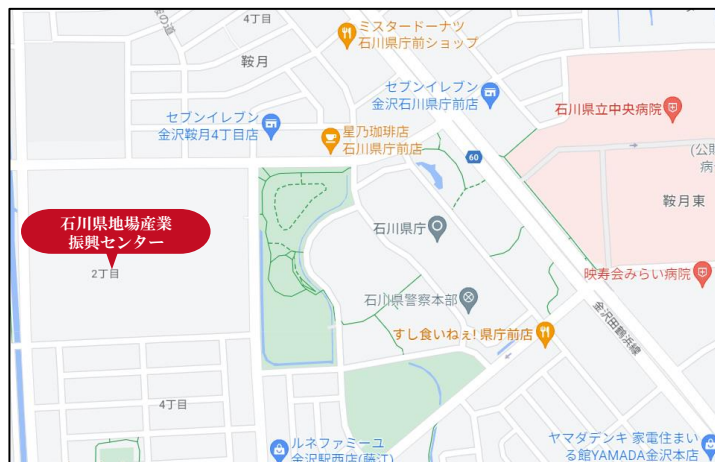 の道
4丁目
ミスタードーナツ
石川県庁前ショップ
鞍月
セブンイレブン
金沢石川県庁前店
石川県立中央病院
セブンイレブン
金沢鞍月4丁目店
星乃珈琲店
石川県庁前店
60
(公財
病
鞍月東
石川県地場産業
振興センター
石川県庁
2丁目
映寿会みらい病院
石川県警察本部
金沢田鶴浜線
すし食いねぇ! 県庁前店
4丁目
ルネファミーユ
金沢駅西店(藤江)
ヤマダデンキ 家電住まい
る館YAMADA金沢本店